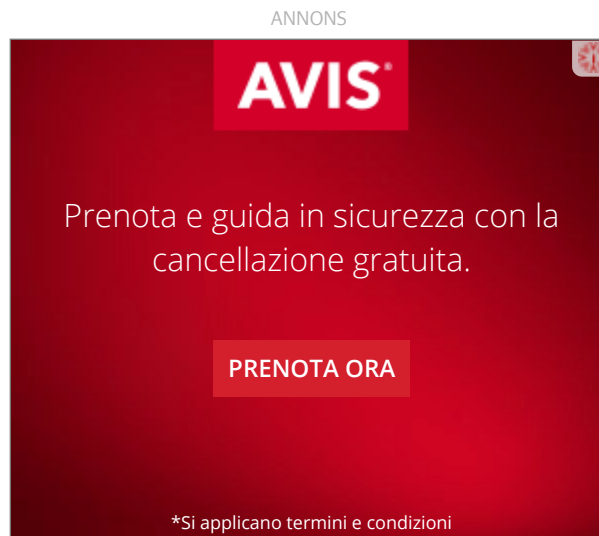 ANNONS
AVIS®
Prenota e guida in sicurezza con la
cancellazione gratuita.
PRENOTA ORA
*Si applicano termini e condizioni